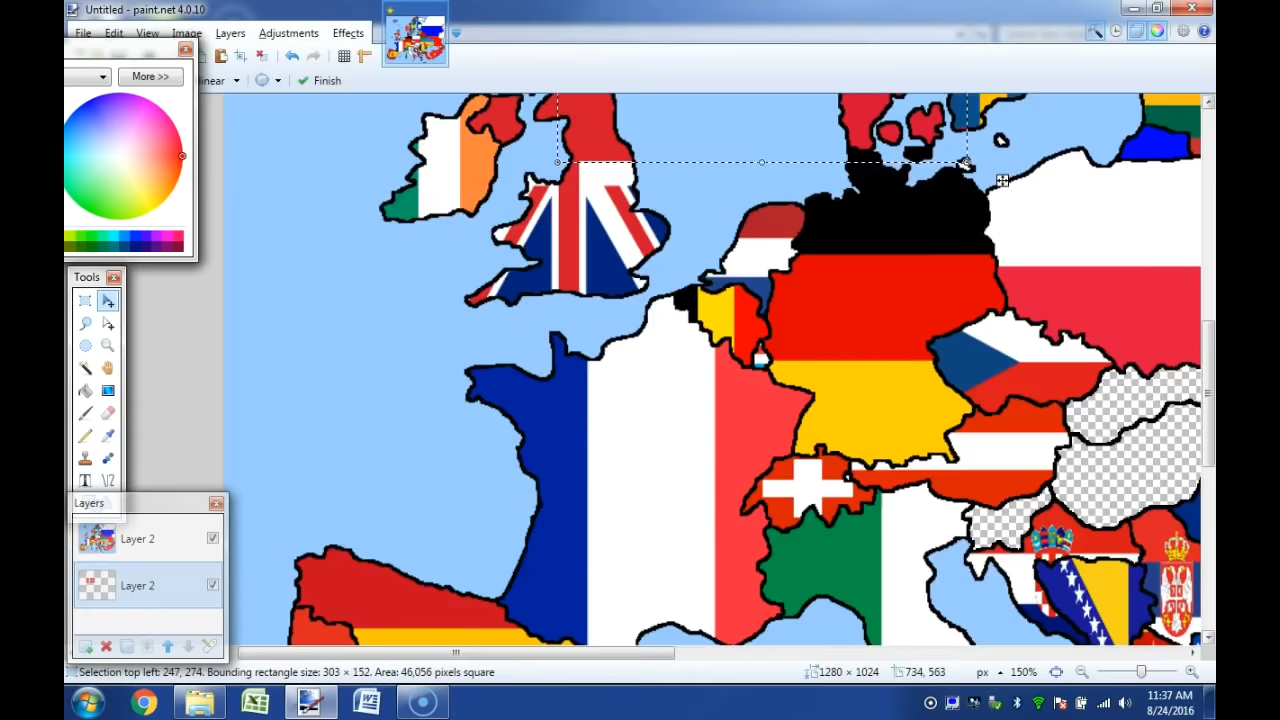 Untitled - paint.net 4.0.10
File Edit View Image Layers Adjustments Effects
More >>
linear
Finish
Tools
T
Layers
Layer 2
Layer 2
Selection top left: 247, 274. Bounding rectangle size: 303 × 152. Area: 46,056 pixels square
1280 × 1024
734, 563
px
150%
11:37 AM
8/24/2016